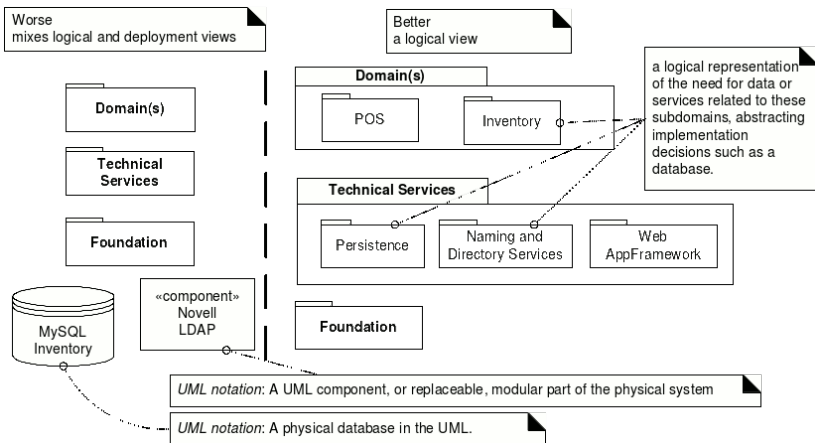 Worse
mixes logical and deployment views
Better
a logical view
Domain(s)
Technical
Services
Foundation
MySQL
Inventory
«component»
Novell
LDAP
Domain(s)
POS
Inventory
Technical Services
Persistence
Naming and
Directory Services
Web
AppFramework
Foundation
a logical representation
of the need for data or
services related to these
subdomains, abstracting
implementation
decisions such as a
database.
UML notation: A UML component, or replaceable, modular part of the physical system
UML notation: A physical database in the UML.